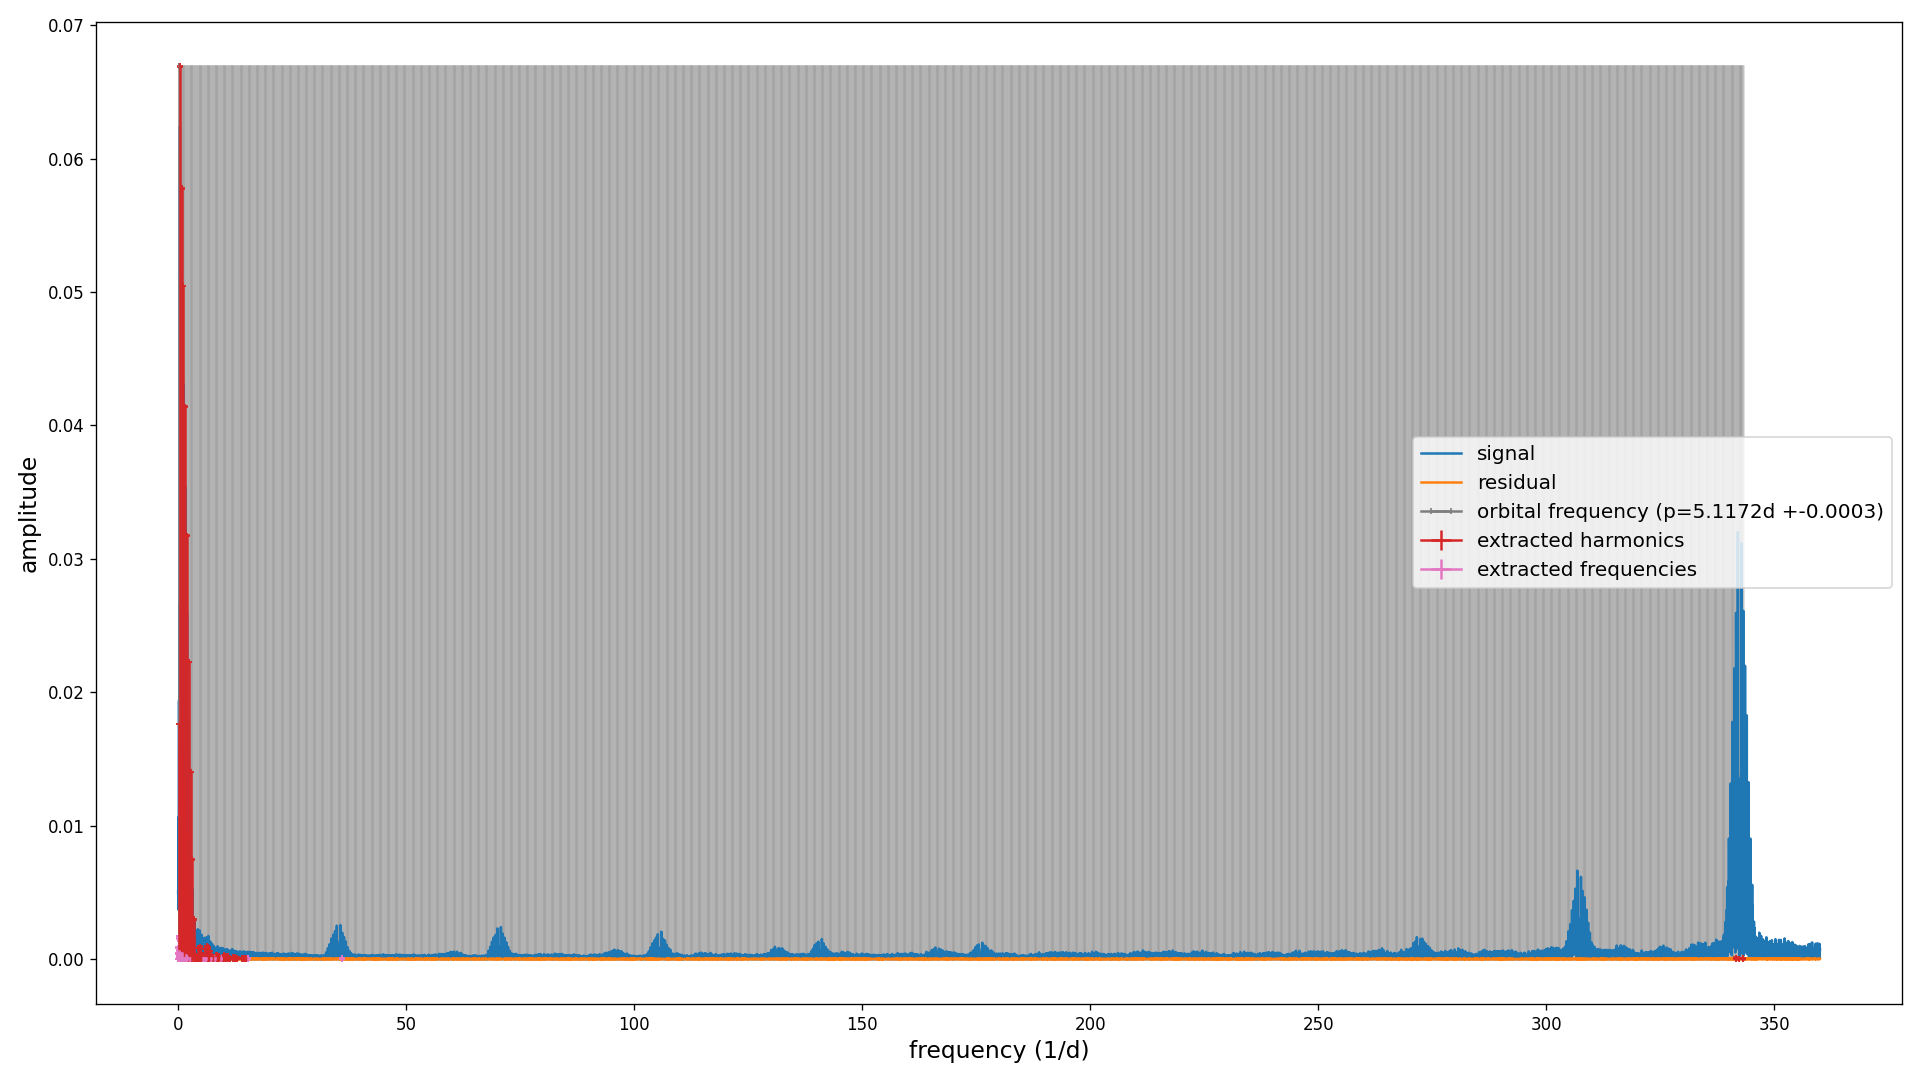 0.07
0.06
0.05
0.04
0.03
0.02
0.01
0.00
amplitude
signal
residual
orbital frequency (p=5.1172d +-0.0003)
extracted harmonics
extracted frequencies
0 50 100 150 200 250 300 350
frequency (1/d)